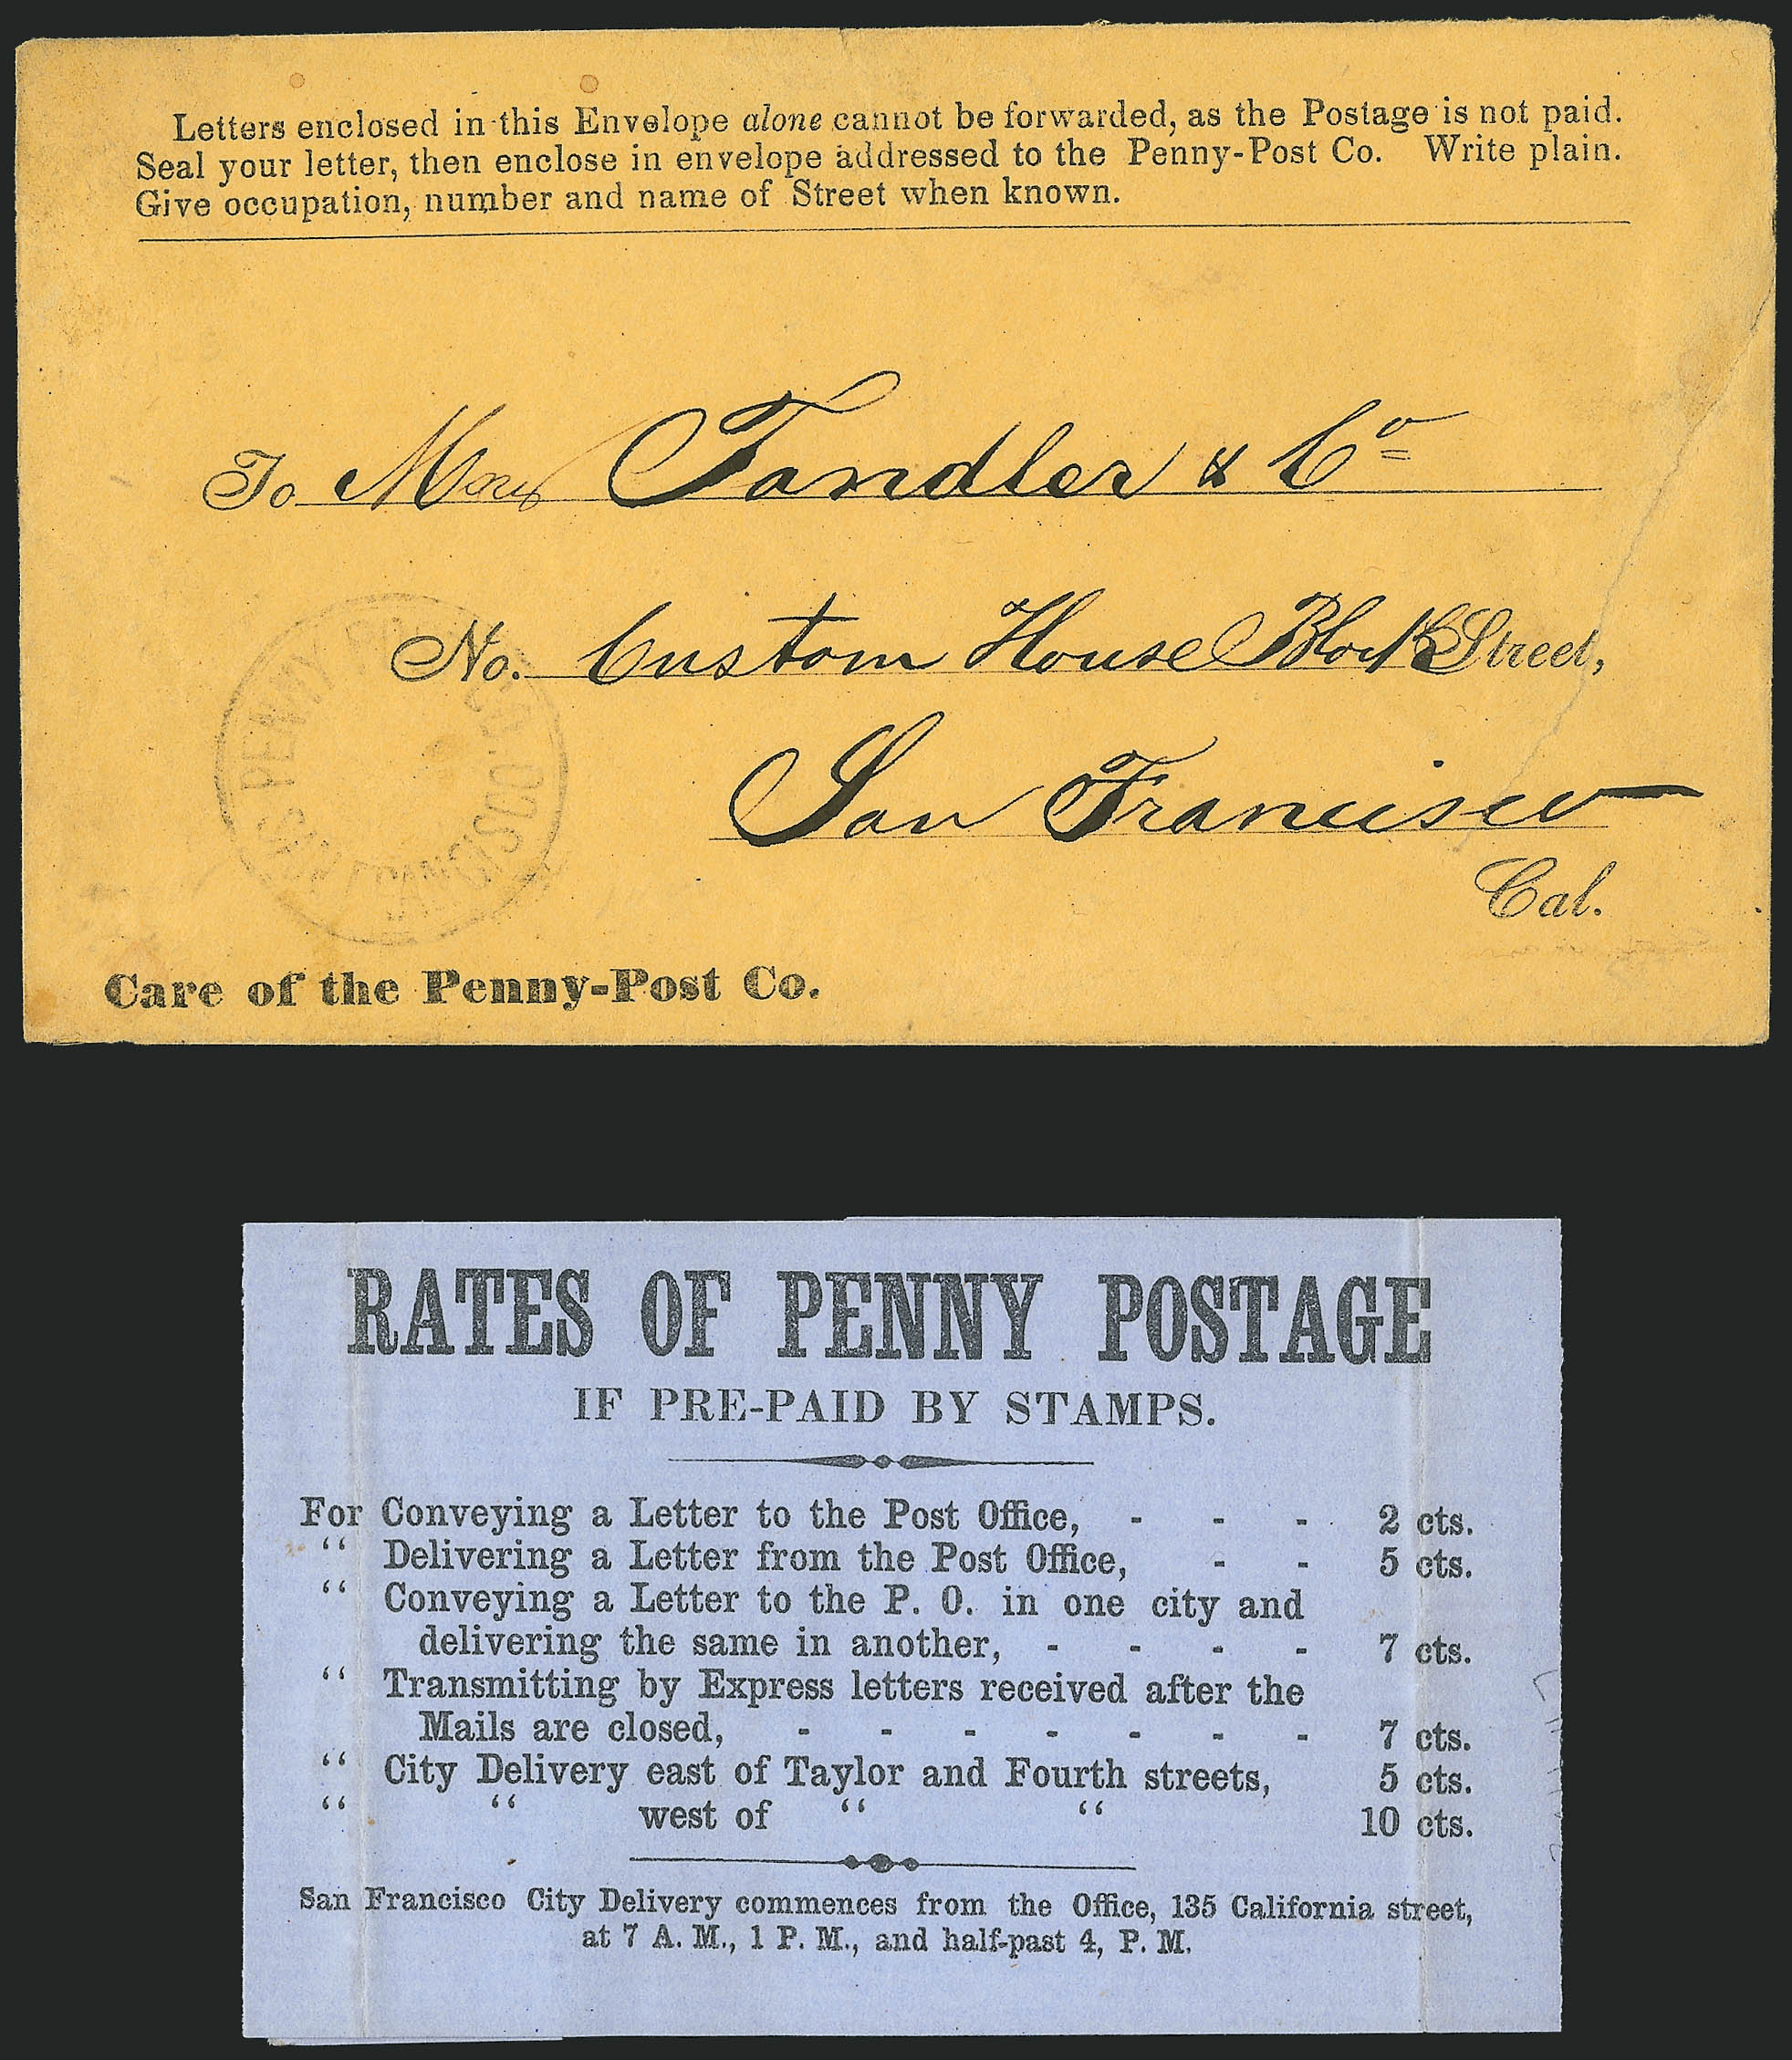 Letters enclosed in this Envelope alone cannot be forwarded, as the Postage is not paid.
Seal your letter, then enclose in envelope addressed to the Penny-Post Co. Write plain.
Give occupation, number and name of Street when known.
To Tandler & Co
No. Custom House Block Street,
San Francisco
Cal.
PENNY CO. SAN FRANCISCO
Care of the Penny-Post Co.
RATES OF PENNY POSTAGE
IF PRE-PAID BY STAMPS.
For Conveying a Letter to the Post Office, - - - 2 cts.
“ Delivering a Letter from the Post Office, - - 5 cts.
“ Conveying a Letter to the P. O. in one city and
delivering the same in another, - - - - 7 cts.
“ Transmitting by Express letters received after the
Mails are closed, - - - - - - - 7 cts.
“ City Delivery east of Taylor and Fourth streets, 5 cts.
“ “ west of “ “ 10 cts.
San Francisco City Delivery commences from the Office, 135 California street,
at 7 A. M., 1 P. M., and half-past 4, P. M.